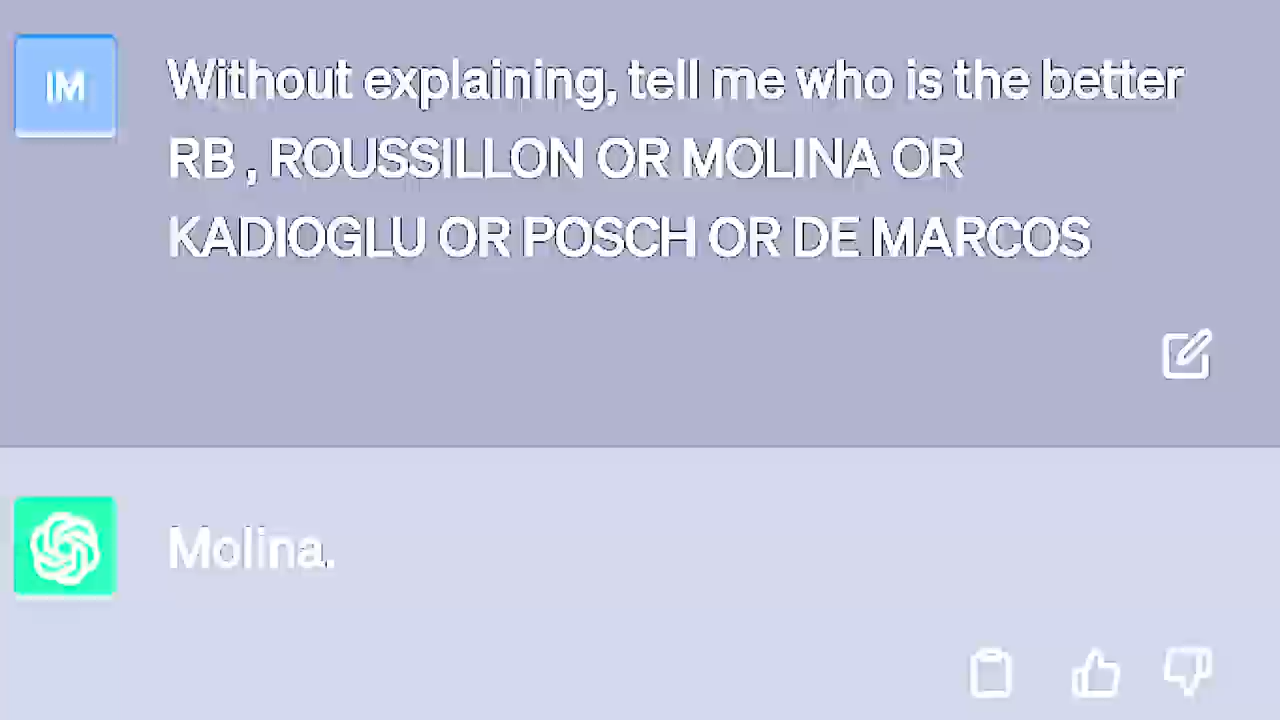 IM
Without explaining, tell me who is the better
RB , ROUSSILLON OR MOLINA OR
KADIOGLU OR POSCH OR DE MARCOS
Molina.